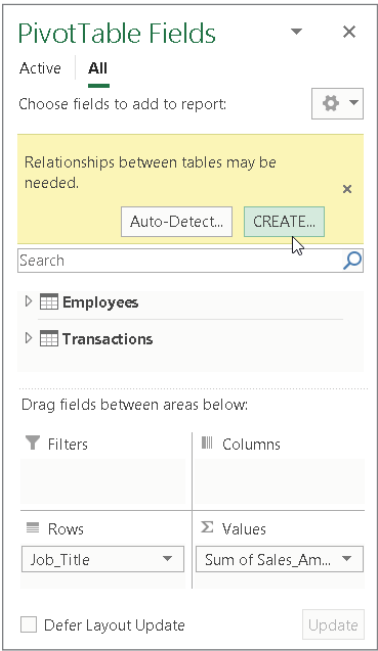 PivotTable Fields
Active All
Choose fields to add to report:
Relationships between tables may be
needed.
Auto-Detect... CREATE...
Search
Employees
Transactions
Drag fields between areas below:
Filters
Columns
Rows
Σ Values
Job_Title
Sum of Sales_Am...
Defer Layout Update
Update